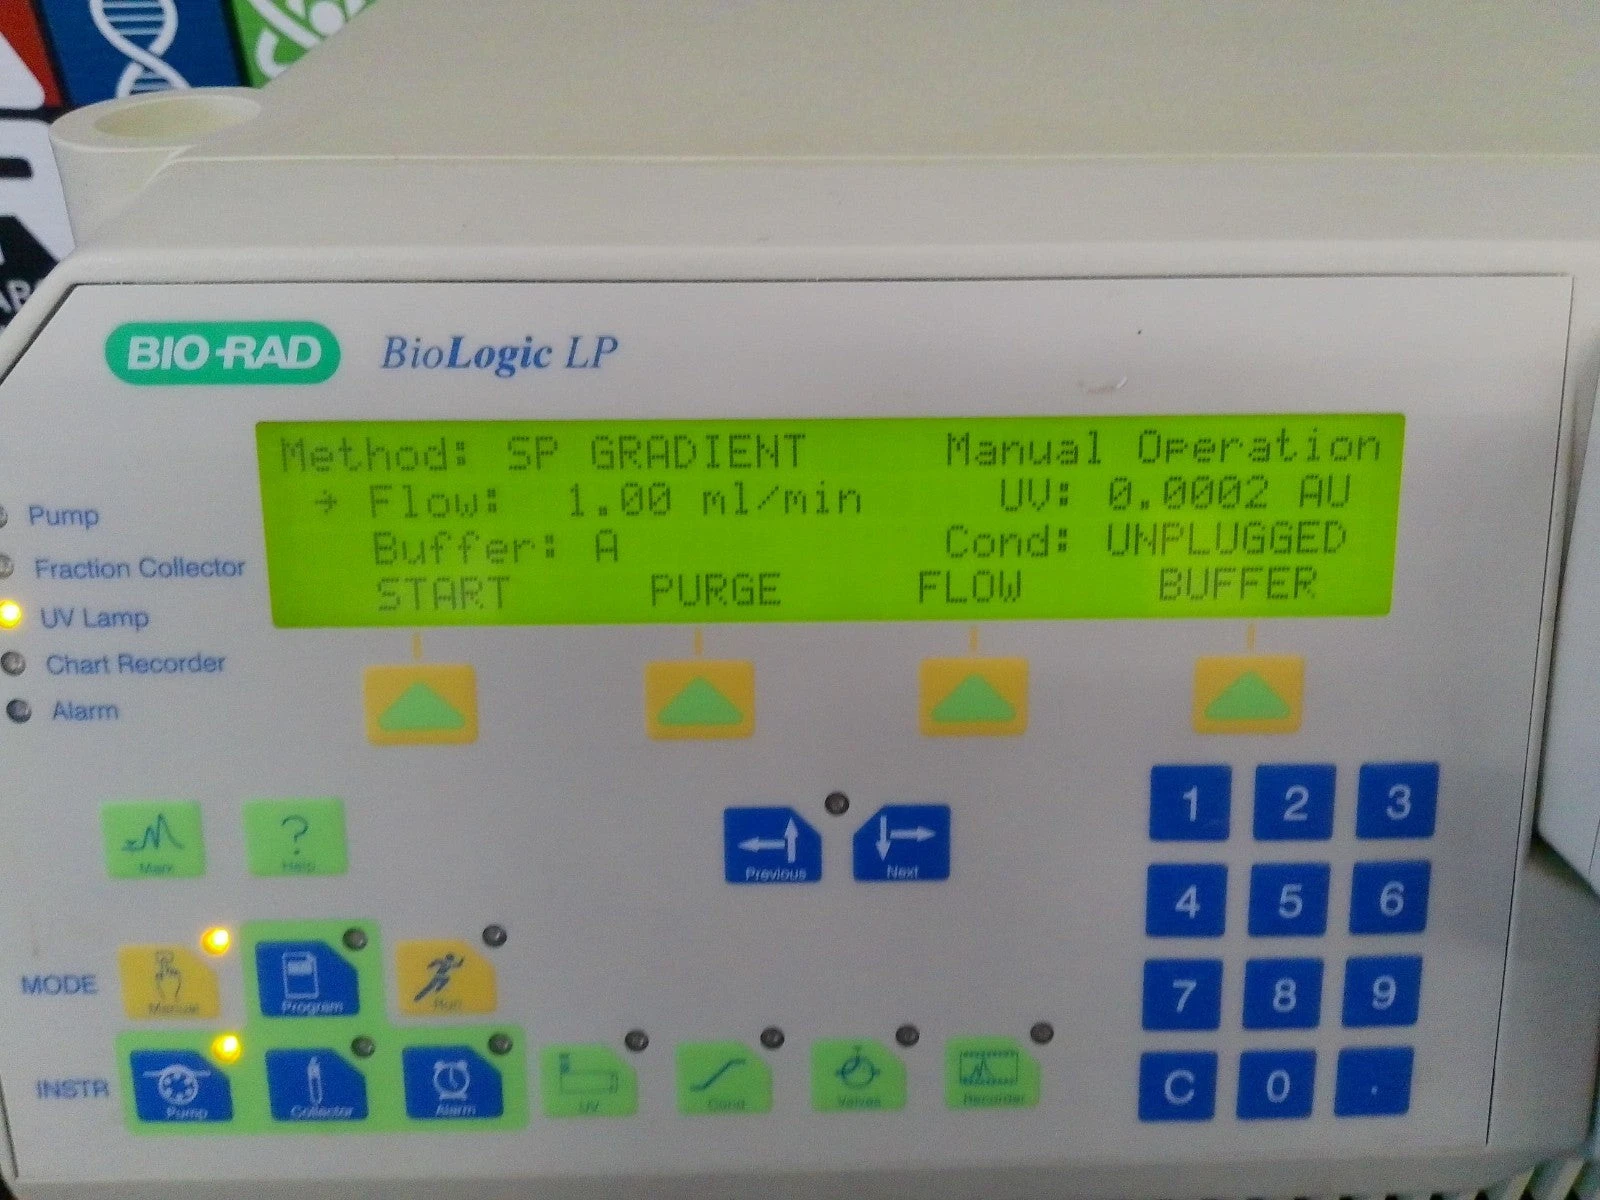 BIO-RAD BioLogic LP
Method: SP GRADIENT Manual Operation
→ Flow: 1.00 ml/min UV: 0.0002 AU
Buffer: A Cond: UNPLUGGED
START PURGE FLOW BUFFER
Pump
Fraction Collector
UV Lamp
Chart Recorder
Alarm
Mark Help
Previous Next
1 2 3
4 5 6
MODE Manual Program Run
7 8 9
INSTR Pump Collector Alarm UV Cond Valves Recorder
C 0 .